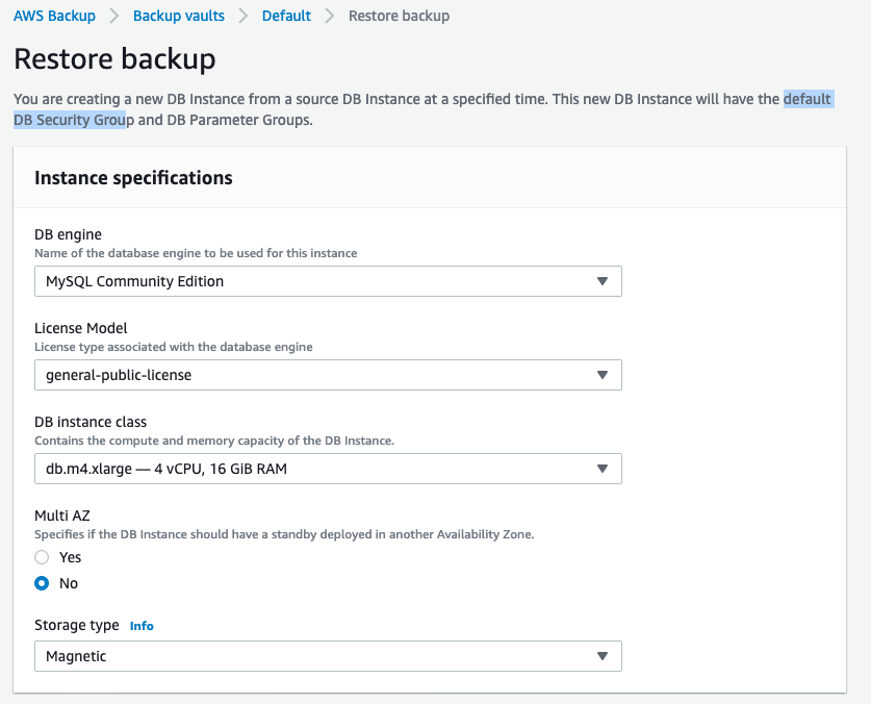 AWS Backup > Backup vaults > Default > Restore backup
Restore backup
You are creating a new DB Instance from a source DB Instance at a specified time. This new DB Instance will have the default
DB Security Group and DB Parameter Groups.
Instance specifications
DB engine
Name of the database engine to be used for this instance
MySQL Community Edition
License Model
License type associated with the database engine
general-public-license
DB instance class
Contains the compute and memory capacity of the DB Instance.
db.m4.xlarge — 4 vCPU, 16 GiB RAM
Multi AZ
Specifies if the DB Instance should have a standby deployed in another Availability Zone.
Yes
No
Storage type Info
Magnetic